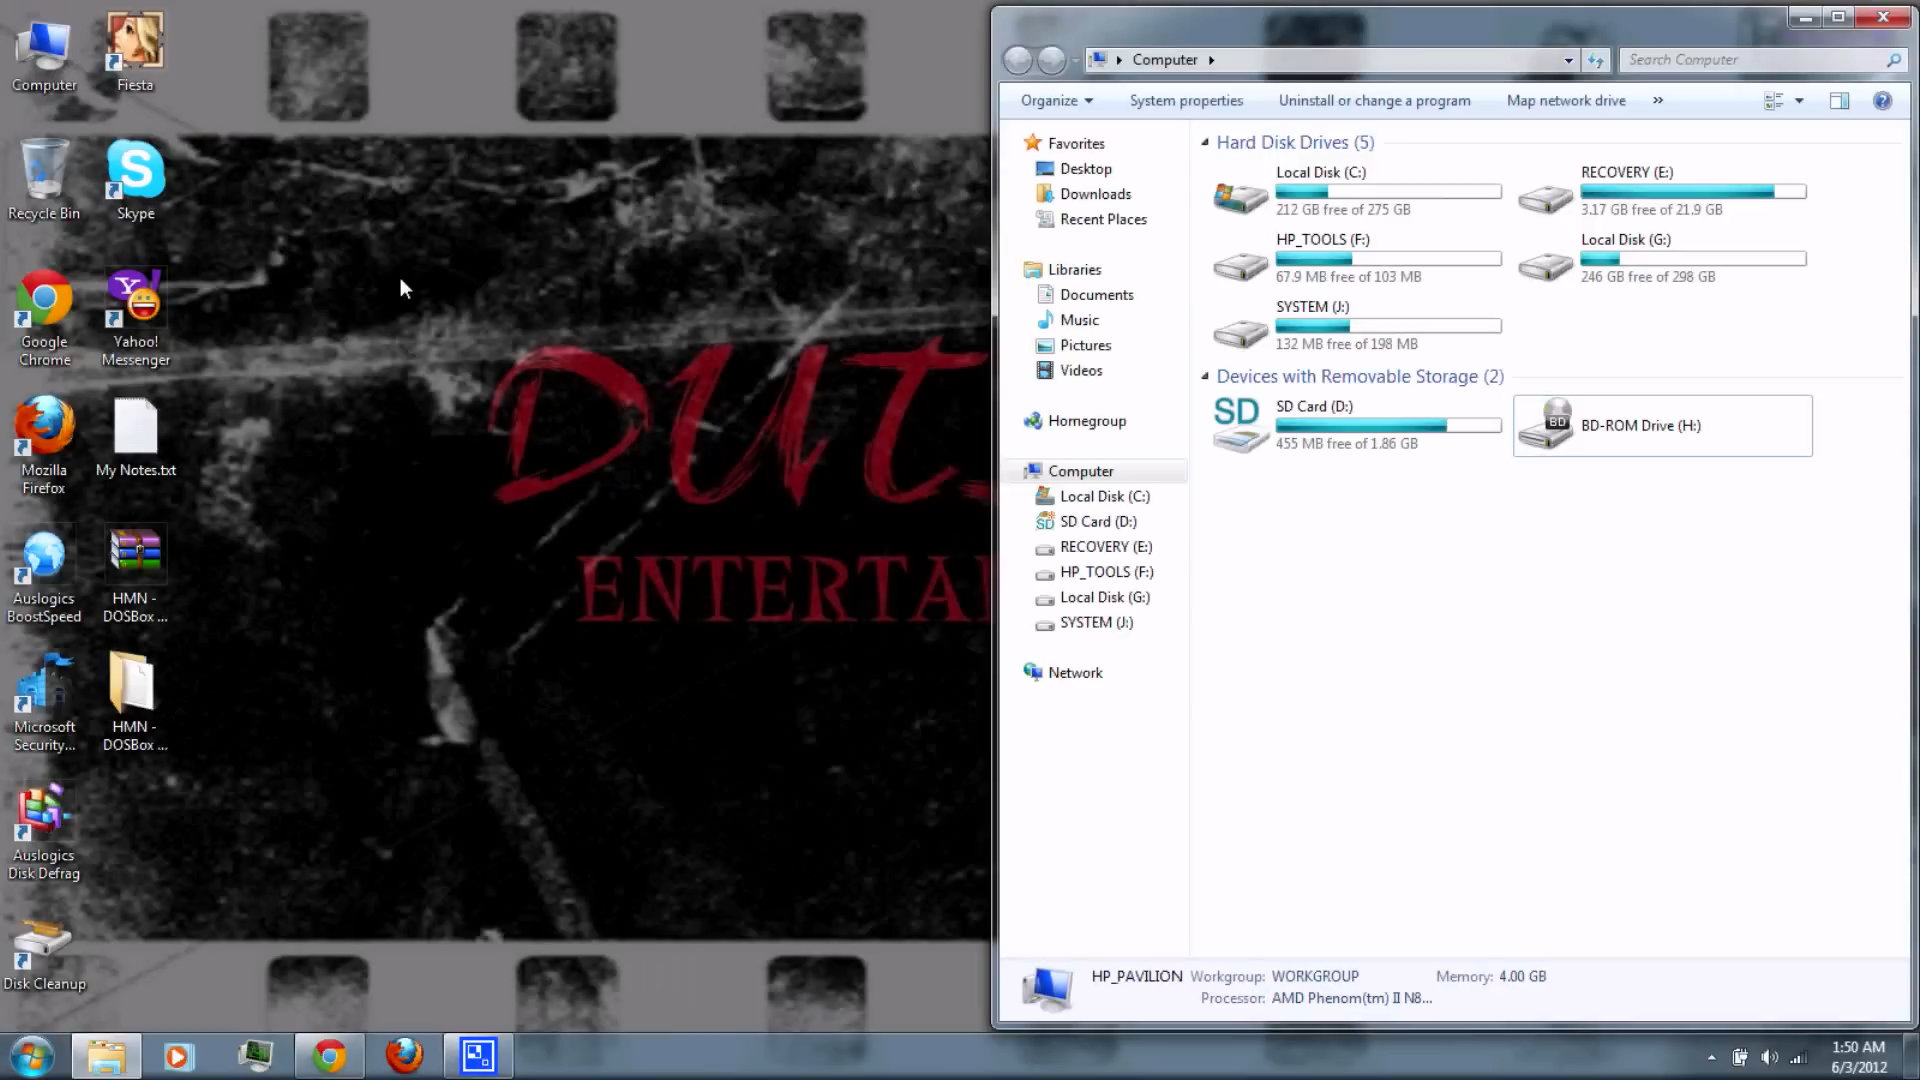 Computer
Fiesta
Recycle Bin
Skype
Google
Chrome
Yahoo!
Messenger
Mozilla
Firefox
My Notes.txt
Auslogics
BoostSpeed
HMN -
DOSBox ...
Microsoft
Security...
HMN -
DOSBox ...
Auslogics
Disk Defrag
Disk Cleanup
DUT
ENTERTAI
Computer
Search Computer
Organize
System properties
Uninstall or change a program
Map network drive
»
Favorites
Desktop
Downloads
Recent Places
Libraries
Documents
Music
Pictures
Videos
Homegroup
Computer
Local Disk (C:)
SD Card (D:)
RECOVERY (E:)
HP_TOOLS (F:)
Local Disk (G:)
SYSTEM (J:)
Network
Hard Disk Drives (5)
Local Disk (C:)
212 GB free of 275 GB
RECOVERY (E:)
3.17 GB free of 21.9 GB
HP_TOOLS (F:)
67.9 MB free of 103 MB
Local Disk (G:)
246 GB free of 298 GB
SYSTEM (J:)
132 MB free of 198 MB
Devices with Removable Storage (2)
SD
SD Card (D:)
455 MB free of 1.86 GB
BD
BD-ROM Drive (H:)
HP_PAVILION Workgroup: WORKGROUP Memory: 4.00 GB
Processor: AMD Phenom(tm) II N8...
1:50 AM
6/3/2012